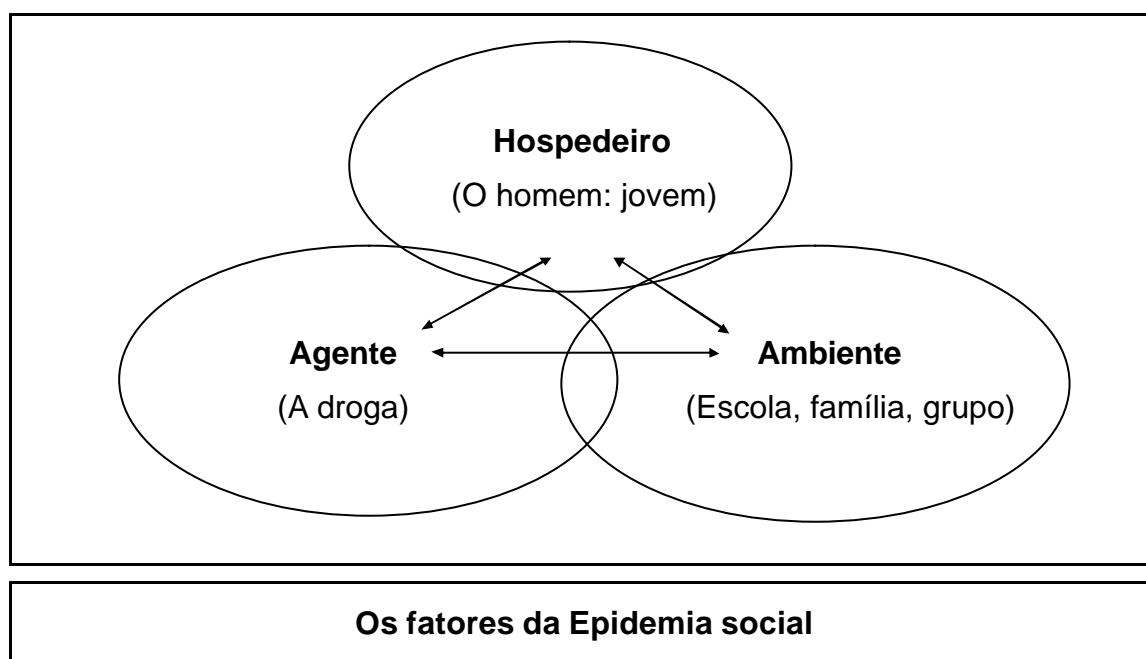 Hospedeiro
(O homem: jovem)
Agente
(A droga)
Ambiente
(Escola, família, grupo)
Os fatores da Epidemia social